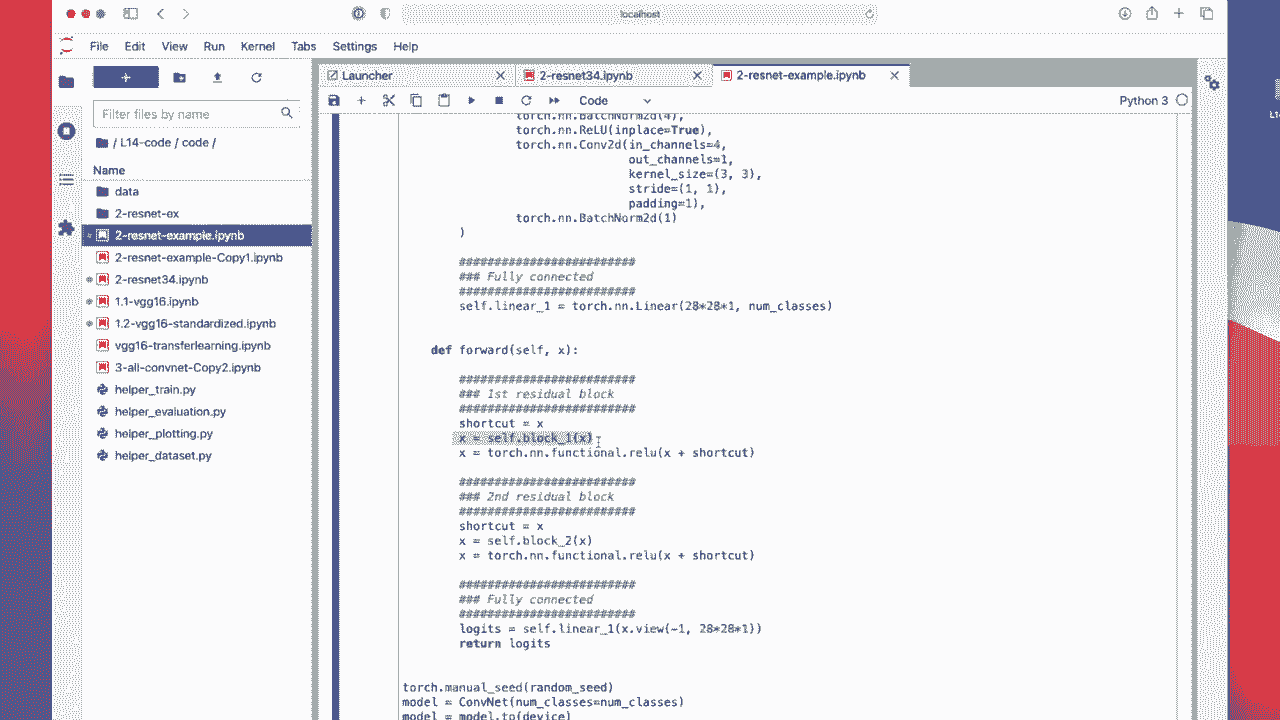 localhost
File Edit View Run Kernel Tabs Settings Help
Launcher
2-resnet34.ipynb
2-resnet-example.ipynb
Code
Python 3
Filter files by name
/ L14-code / code /
Name
data
2-resnet-ex
2-resnet-example.ipynb
2-resnet-example-Copy1.ipynb
2-resnet34.ipynb
1.1-vgg16.ipynb
1.2-vgg16-standardized.ipynb
vgg16-transferlearning.ipynb
3-all-convnet-Copy2.ipynb
helper_train.py
helper_evaluation.py
helper_plotting.py
helper_dataset.py
torch.nn.BatchNorm2d(4),
torch.nn.ReLU(inplace=True),
torch.nn.Conv2d(in_channels=4,
out_channels=1,
kernel_size=(3, 3),
stride=(1, 1),
padding=1),
torch.nn.BatchNorm2d(1)
)
#########################
### Fully connected
#########################
self.linear_1 = torch.nn.Linear(28*28*1, num_classes)
def forward(self, x):
#########################
### 1st residual block
#########################
shortcut = x
x = self.block_1(x)
x = torch.nn.functional.relu(x + shortcut)
#########################
### 2nd residual block
#########################
shortcut = x
x = self.block_2(x)
x = torch.nn.functional.relu(x + shortcut)
#########################
### Fully connected
#########################
logits = self.linear_1(x.view(-1, 28*28*1))
return logits
torch.manual_seed(random_seed)
model = ConvNet(num_classes=num_classes)
model = model.to(device)